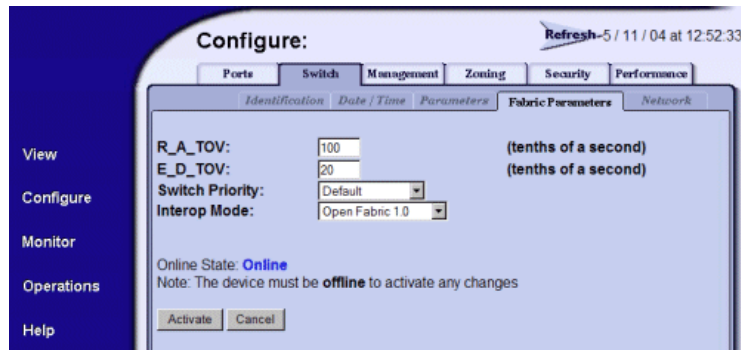 Configure:
Refresh-5 / 11 / 04 at 12:52:33
Ports Switch Management Zoning Security Performance
Identification Date / Time Parameters Fabric Parameters Network
View
Configure
Monitor
Operations
Help
R_A_TOV: 100 (tenths of a second)
E_D_TOV: 20 (tenths of a second)
Switch Priority: Default
Interop Mode: Open Fabric 1.0
Online State: Online
Note: The device must be offline to activate any changes
Activate Cancel